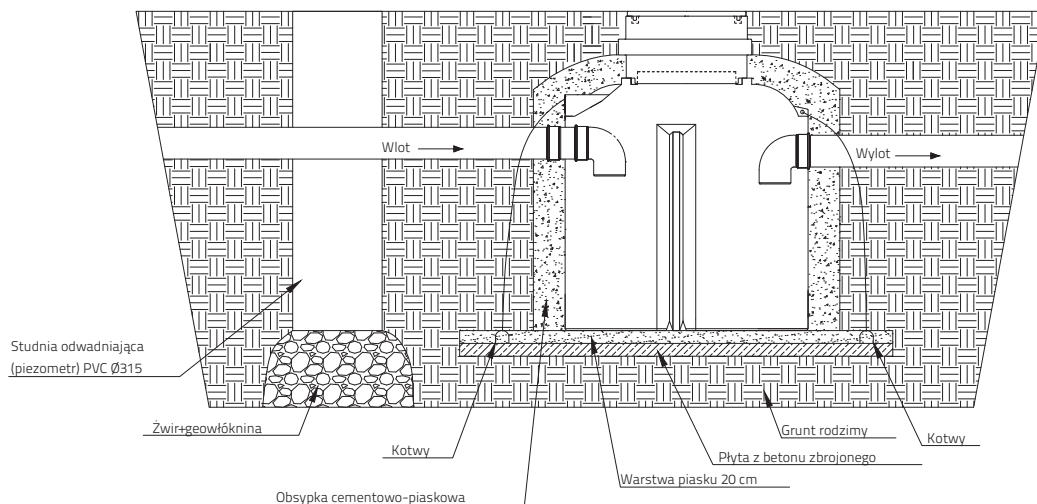 Wlot
Wylot
Studnia odwadniająca
(piezometr) PVC Ø315
Żwir+geowłóknina
Kotwy
Grunt rodzimy
Kotwy
Płyta z betonu zbrojonego
Warstwa piasku 20 cm
Obsypka cementowo-piaskowa